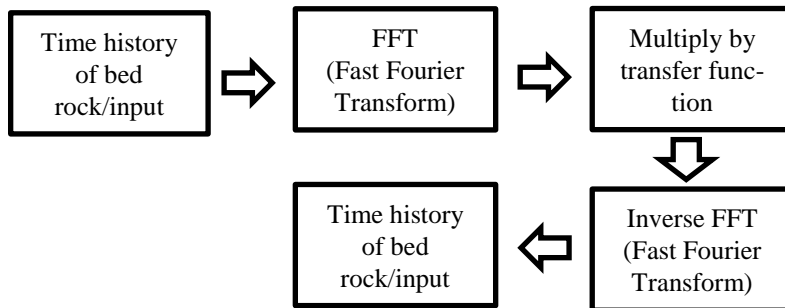 Time history
of bed
rock/input
FFT
(Fast Fourier
Transform)
Multiply by
transfer func-
tion
Inverse FFT
(Fast Fourier
Transform)
Time history
of bed
rock/input